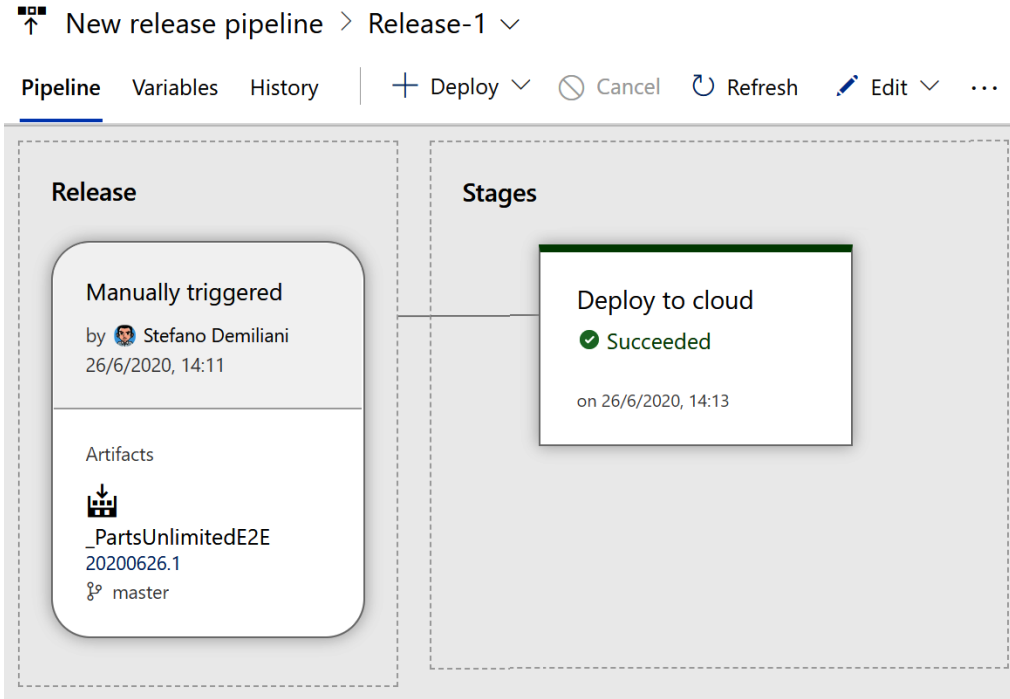 New release pipeline > Release-1
Pipeline Variables History Deploy Cancel Refresh Edit ...
Release
Manually triggered
by Stefano Demiliani
26/6/2020, 14:11
Artifacts
_PartsUnlimitedE2E
20200626.1
master
Stages
Deploy to cloud
Succeeded
on 26/6/2020, 14:13